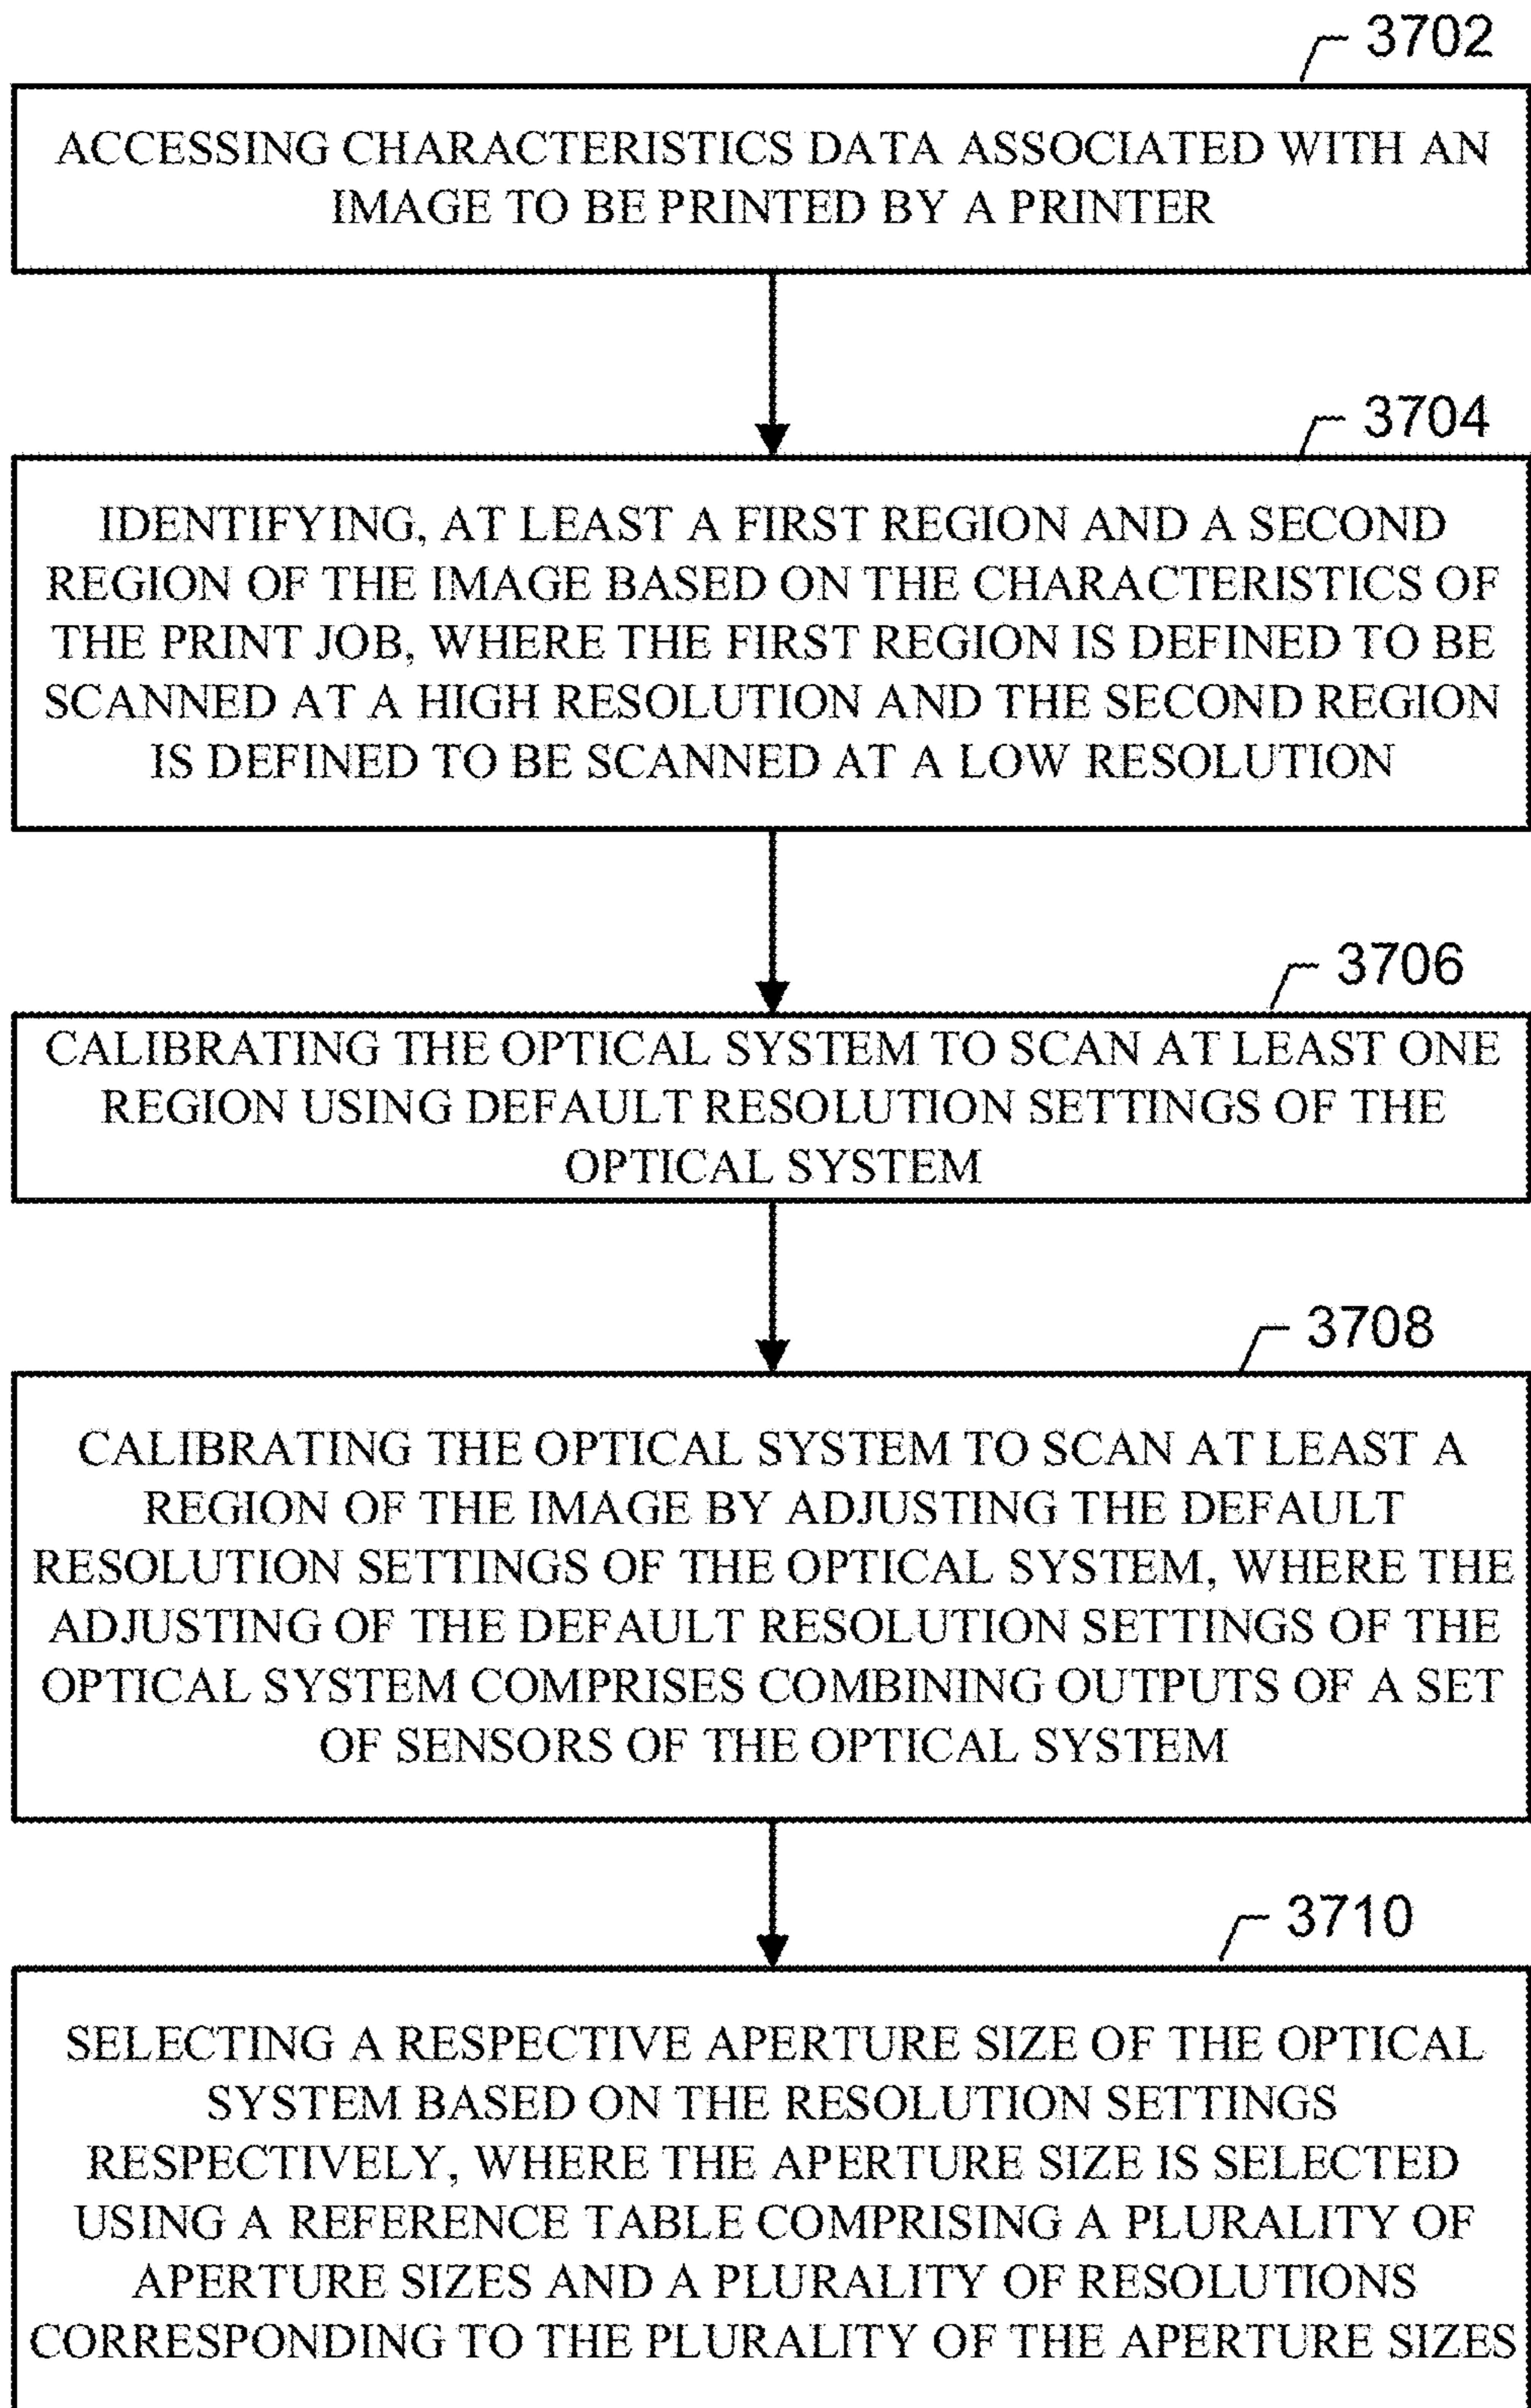 3702
ACCESSING CHARACTERISTICS DATA ASSOCIATED WITH AN
IMAGE TO BE PRINTED BY A PRINTER
3704
IDENTIFYING, AT LEAST A FIRST REGION AND A SECOND
REGION OF THE IMAGE BASED ON THE CHARACTERISTICS OF
THE PRINT JOB, WHERE THE FIRST REGION IS DEFINED TO BE
SCANNED AT A HIGH RESOLUTION AND THE SECOND REGION
IS DEFINED TO BE SCANNED AT A LOW RESOLUTION
3706
CALIBRATING THE OPTICAL SYSTEM TO SCAN AT LEAST ONE
REGION USING DEFAULT RESOLUTION SETTINGS OF THE
OPTICAL SYSTEM
3708
CALIBRATING THE OPTICAL SYSTEM TO SCAN AT LEAST A
REGION OF THE IMAGE BY ADJUSTING THE DEFAULT
RESOLUTION SETTINGS OF THE OPTICAL SYSTEM, WHERE THE
ADJUSTING OF THE DEFAULT RESOLUTION SETTINGS OF THE
OPTICAL SYSTEM COMPRISES COMBINING OUTPUTS OF A SET
OF SENSORS OF THE OPTICAL SYSTEM
3710
SELECTING A RESPECTIVE APERTURE SIZE OF THE OPTICAL
SYSTEM BASED ON THE RESOLUTION SETTINGS
RESPECTIVELY, WHERE THE APERTURE SIZE IS SELECTED
USING A REFERENCE TABLE COMPRISING A PLURALITY OF
APERTURE SIZES AND A PLURALITY OF RESOLUTIONS
CORRESPONDING TO THE PLURALITY OF THE APERTURE SIZES